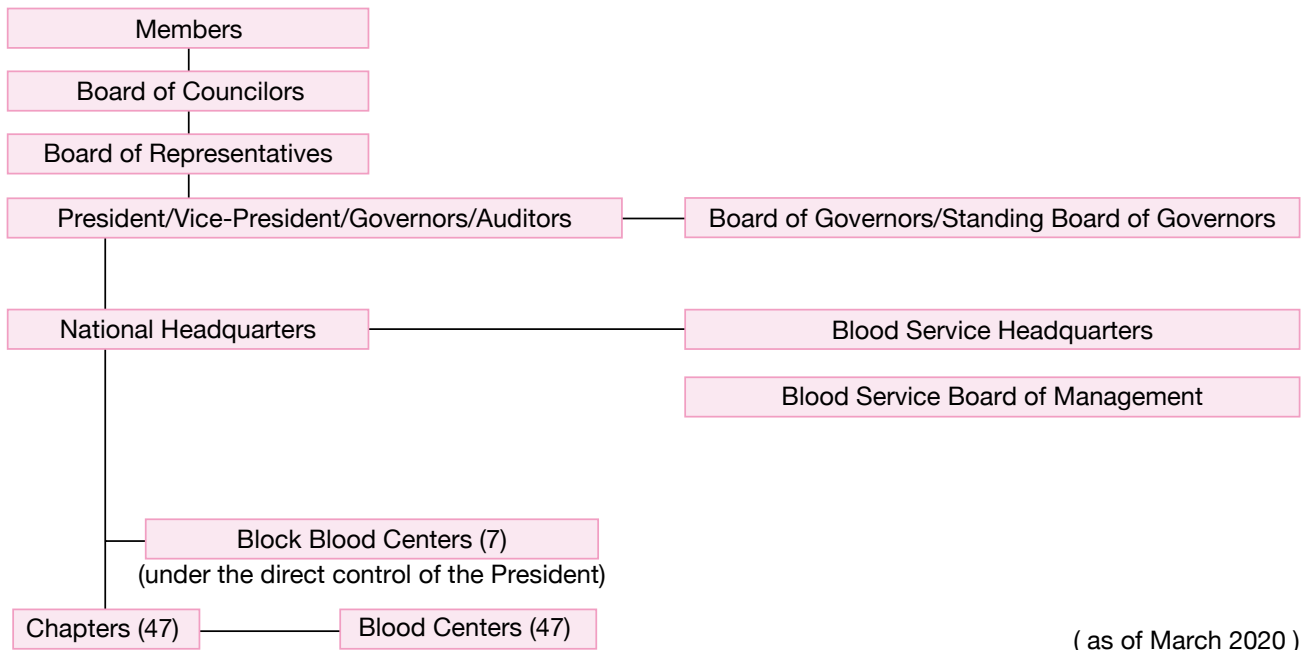 Members
Board of Councilors
Board of Representatives
President/Vice-President/Governors/Auditors
Board of Governors/Standing Board of Governors
National Headquarters
Blood Service Headquarters
Blood Service Board of Management
Block Blood Centers (7)
(under the direct control of the President)
Chapters (47)
Blood Centers (47)
( as of March 2020 )